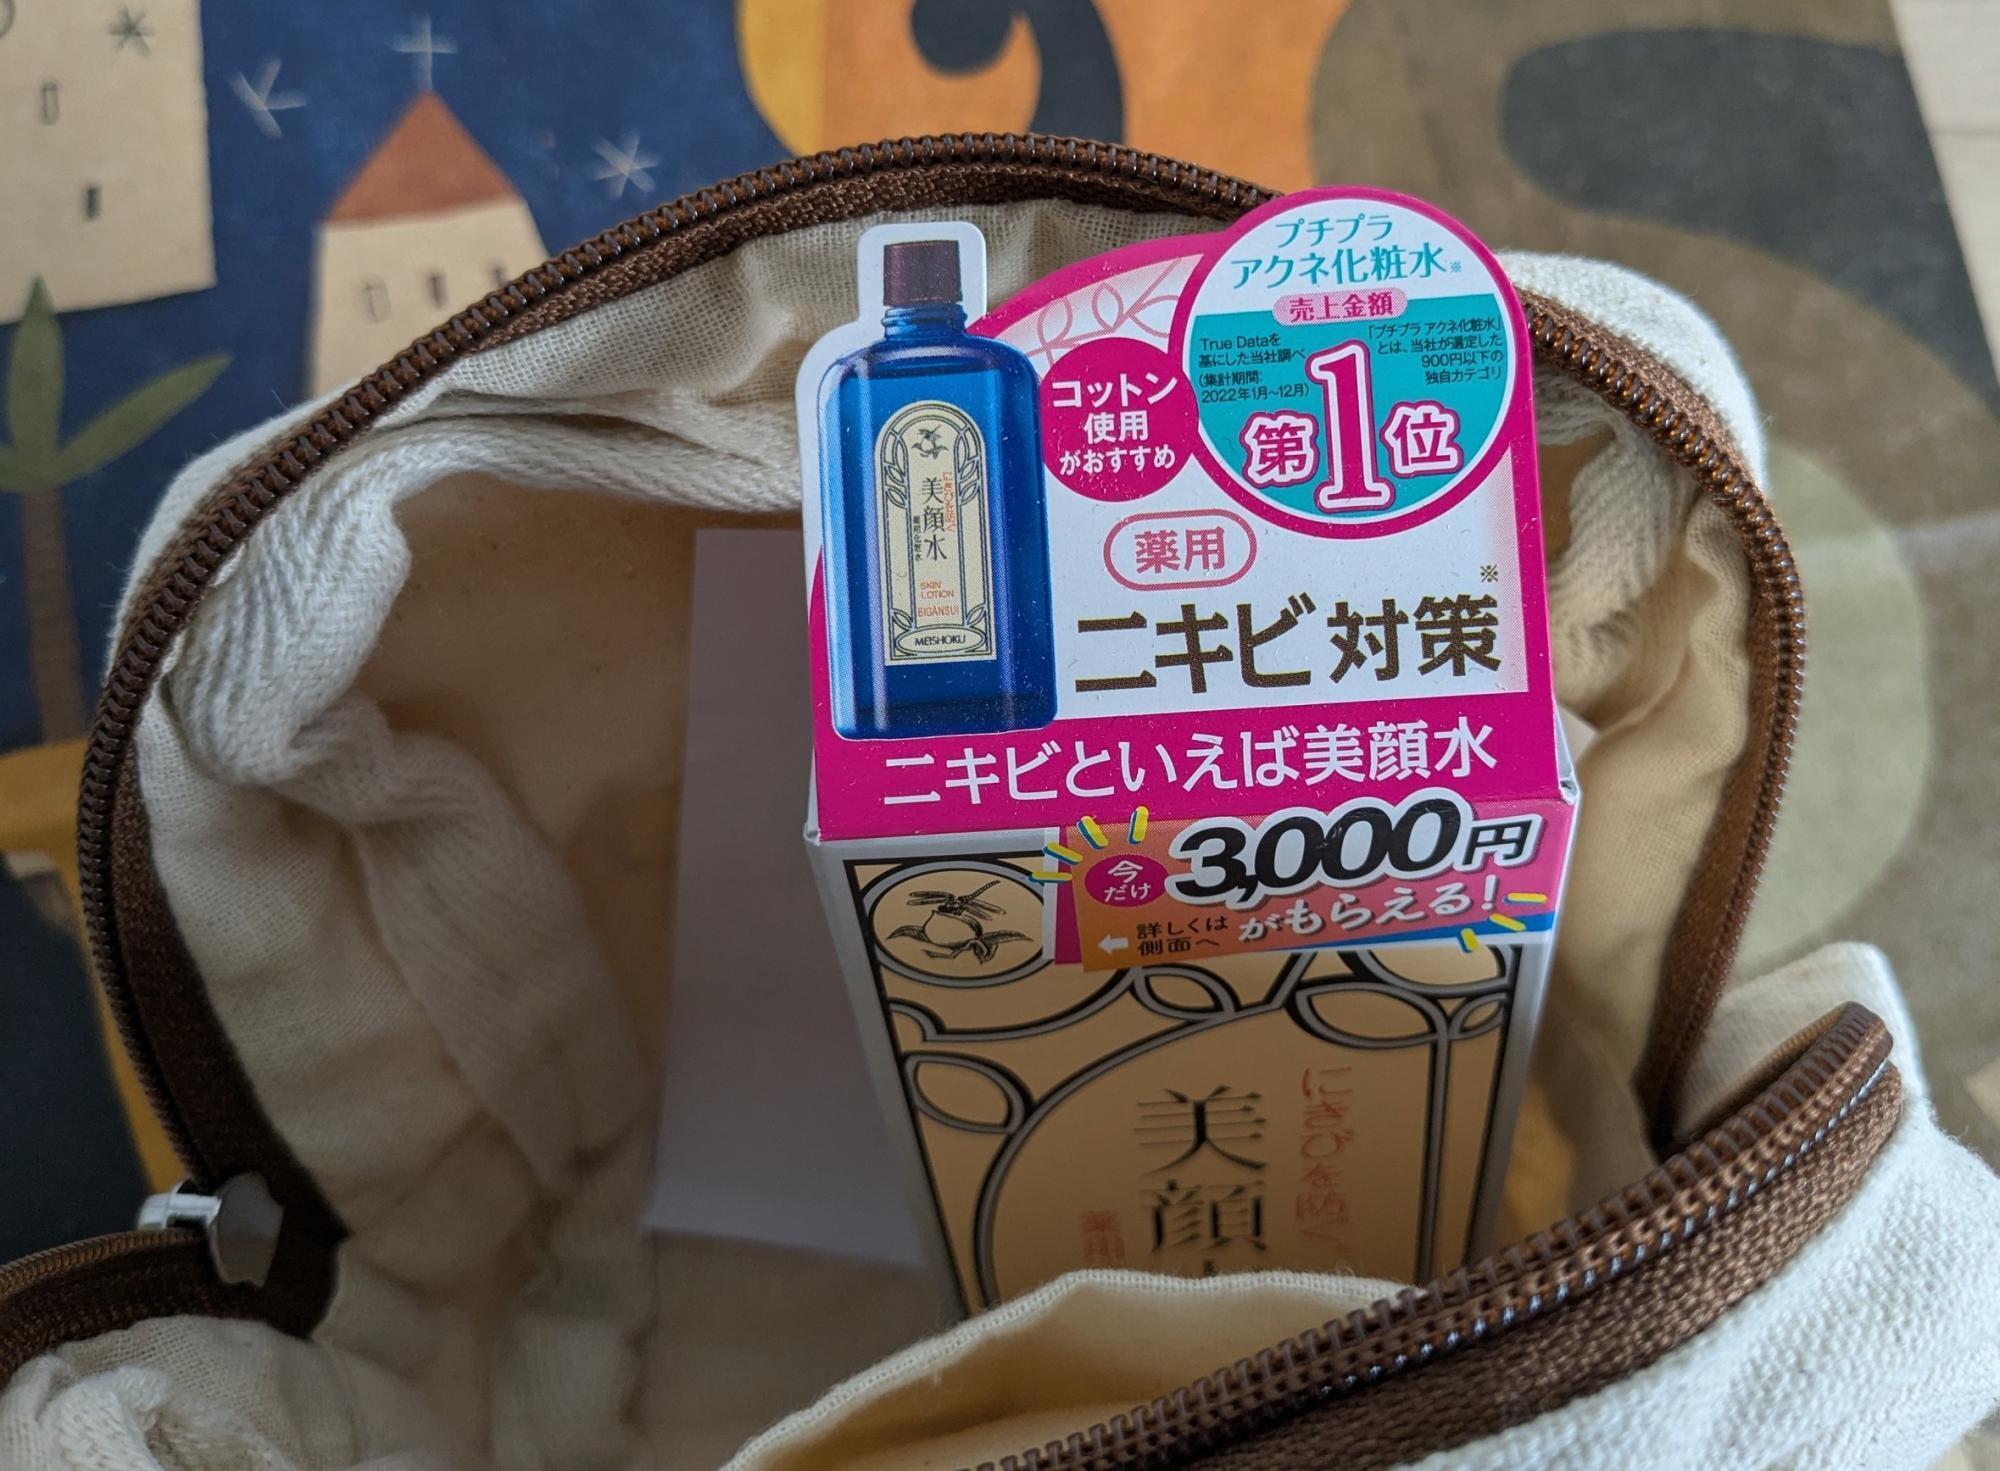 プチプラ
アクネ化粧水※
売上金額
True Dataを
基にした当社調べ
(集計期間:
2022年1月~12月)
「プチプラ アクネ化粧水」
とは、当社が選定した
900円以下の
独自カテゴリ
第1位
コットン
使用
がおすすめ
にきびを防ぐ
美顔水
薬用化粧水
SKIN
LOTION
BIGANSUI
MEISHOKU
薬用
※
ニキビ対策
ニキビといえば美顔水
今だけ
3,000円
がもらえる!
詳しくは
側面へ
にきびを防ぐ。
美顔
薬用